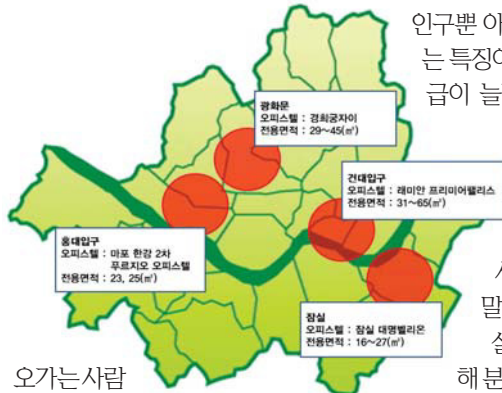 인구뿐 아
는 특징이
급이 늘
광화문
오피스텔 : 경희궁자이
전용면적 : 29~45(㎡)
건대입구
오피스텔 : 래미안 프리미어팰리스
전용면적 : 31~65(㎡)
홍대입구
오피스텔 : 마포 한강 2차
푸르지오 오피스텔
전용면적 : 23, 25(㎡)
잠실
오피스텔 : 잠실 대명벨리온
전용면적 : 16~27(㎡)
말
오가는 사람
해 분